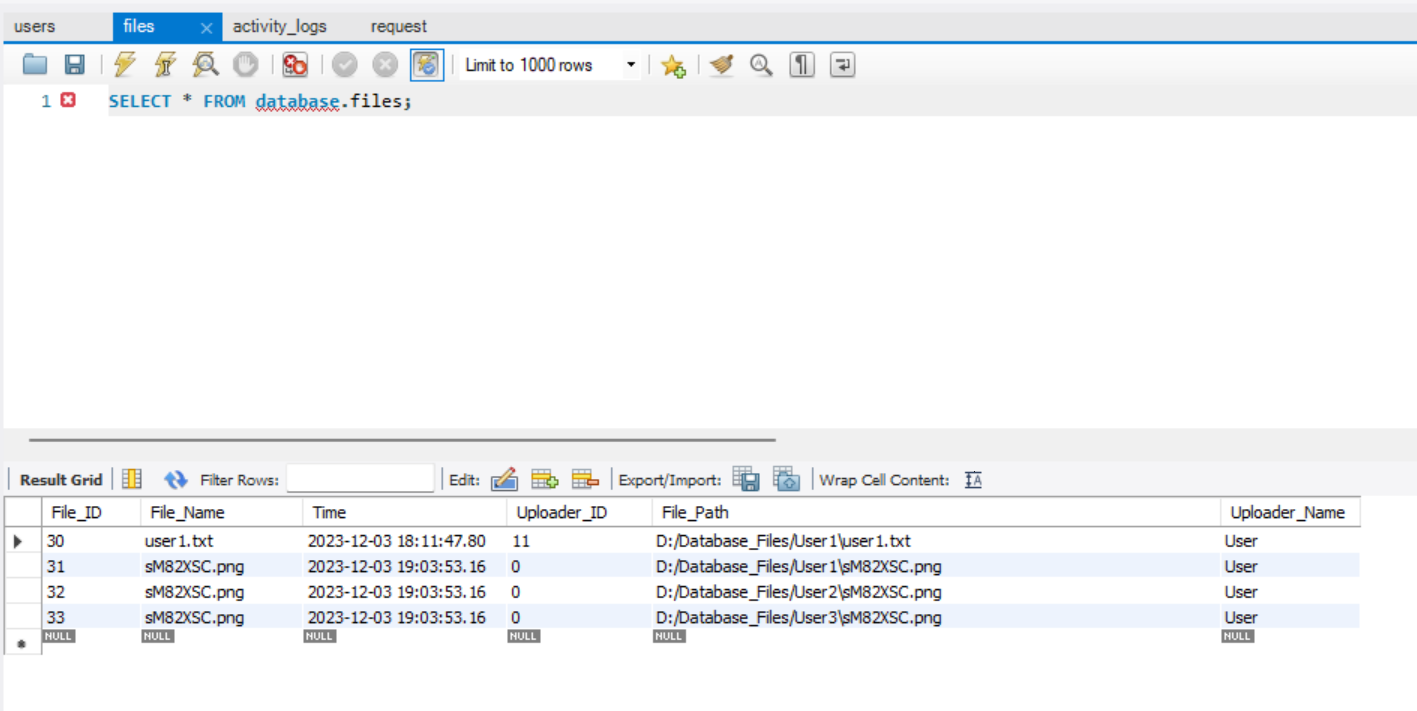 users files activity_logs request
Limit to 1000 rows
1 SELECT * FROM database.files;
Result Grid Filter Rows: Edit: Export/Import: Wrap Cell Content:
File_ID File_Name Time Uploader_ID File_Path Uploader_Name
30 user1.txt 2023-12-03 18:11:47.80 11 D:/Database_Files/User1\user1.txt User
31 sM82XSC.png 2023-12-03 19:03:53.16 0 D:/Database_Files/User1\sM82XSC.png User
32 sM82XSC.png 2023-12-03 19:03:53.16 0 D:/Database_Files/User2\sM82XSC.png User
33 sM82XSC.png 2023-12-03 19:03:53.16 0 D:/Database_Files/User3\sM82XSC.png User
NULL NULL NULL NULL NULL NULL